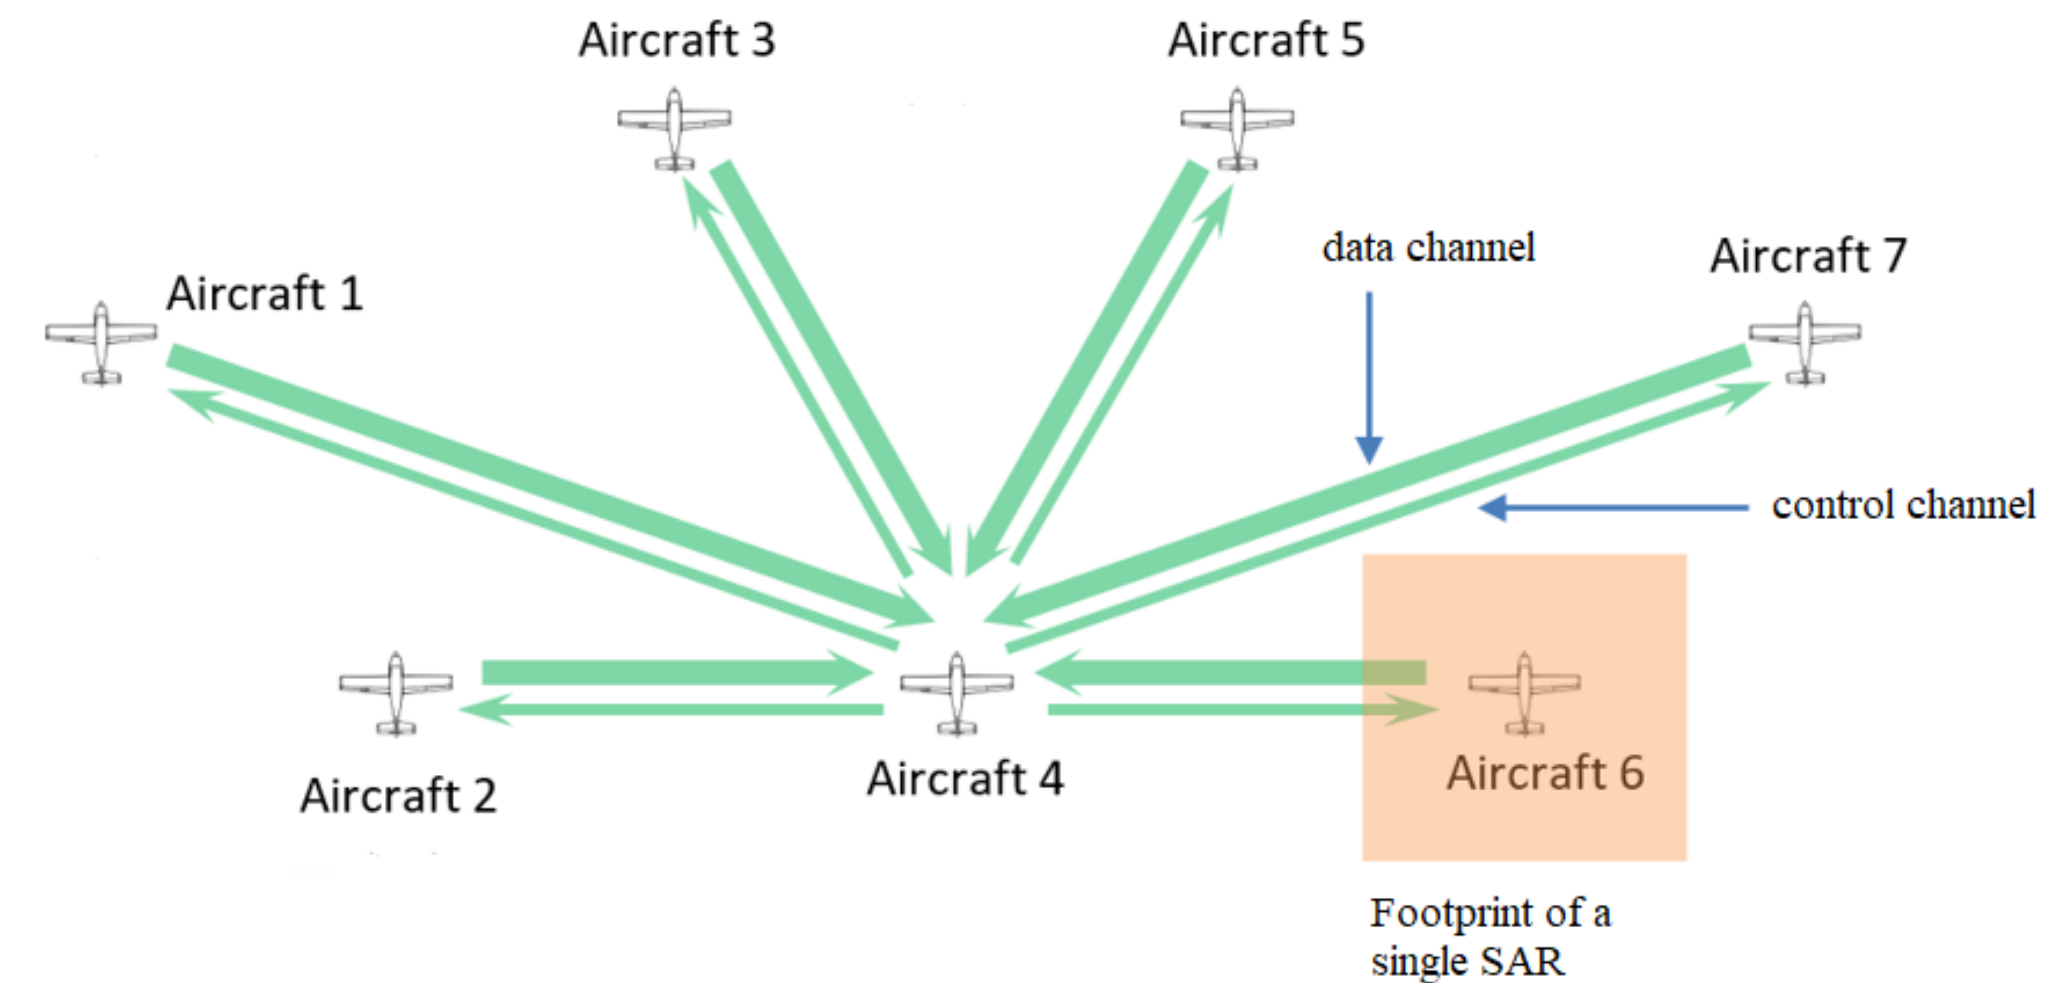 Aircraft 3
Aircraft 5
data channel
Aircraft 7
Aircraft 1
control channel
Aircraft 2
Aircraft 4
Aircraft 6
Footprint of a
single SAR